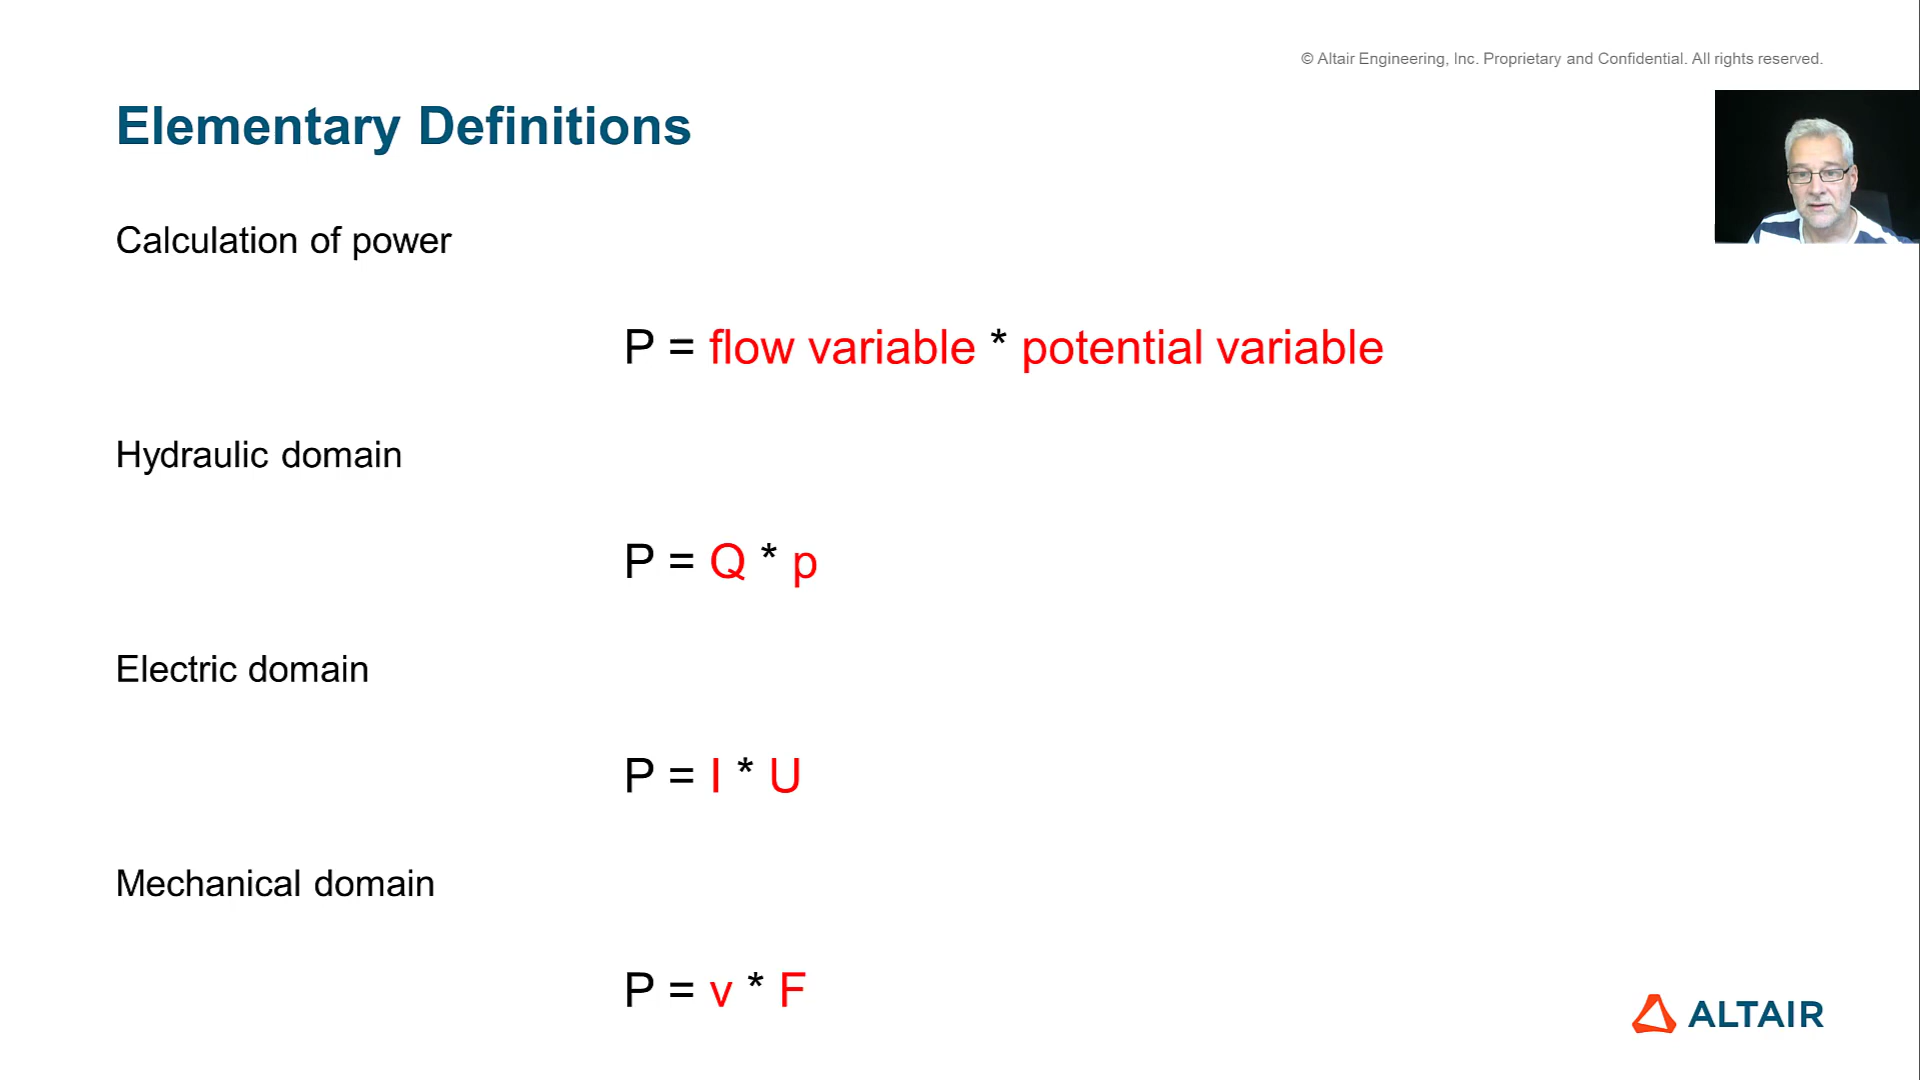 © Altair Engineering, Inc. Proprietary and Confidential. All rights reserved.
Elementary Definitions
Calculation of power
P = flow variable * potential variable
Hydraulic domain
P = Q * p
Electric domain
P = I * U
Mechanical domain
P = v * F
ALTAIR